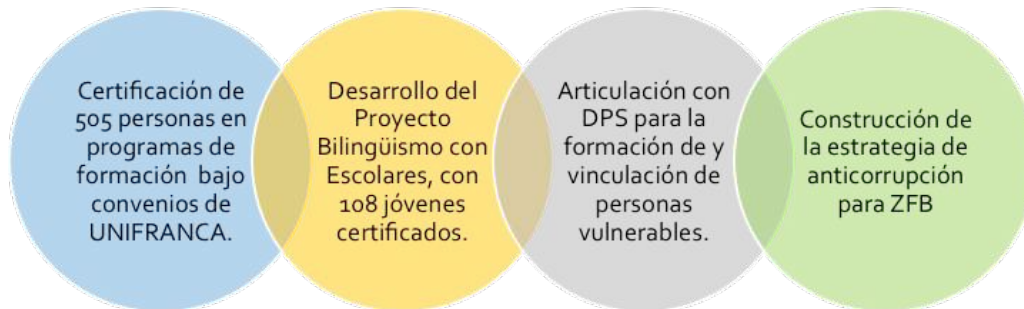 Certificación de
505 personas en
programas de
formación bajo
convenios de
UNIFRANCA.
Desarrollo del
Proyecto
Bilingüismo con
Escolares, con
108 jóvenes
certificados.
Articulación con
DPS para la
formación de y
vinculación de
personas
vulnerables.
Construcción de
la estrategia de
anticorrupción
para ZFB